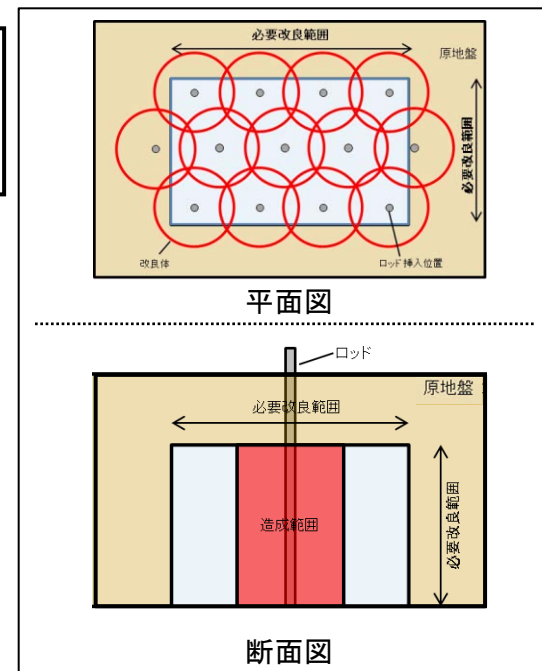 必要改良範囲
原地盤
必要改良範囲
改良体
ロッド挿入位置
平面図
ロッド
原地盤
必要改良範囲
造成範囲
必要改良範囲
断面図